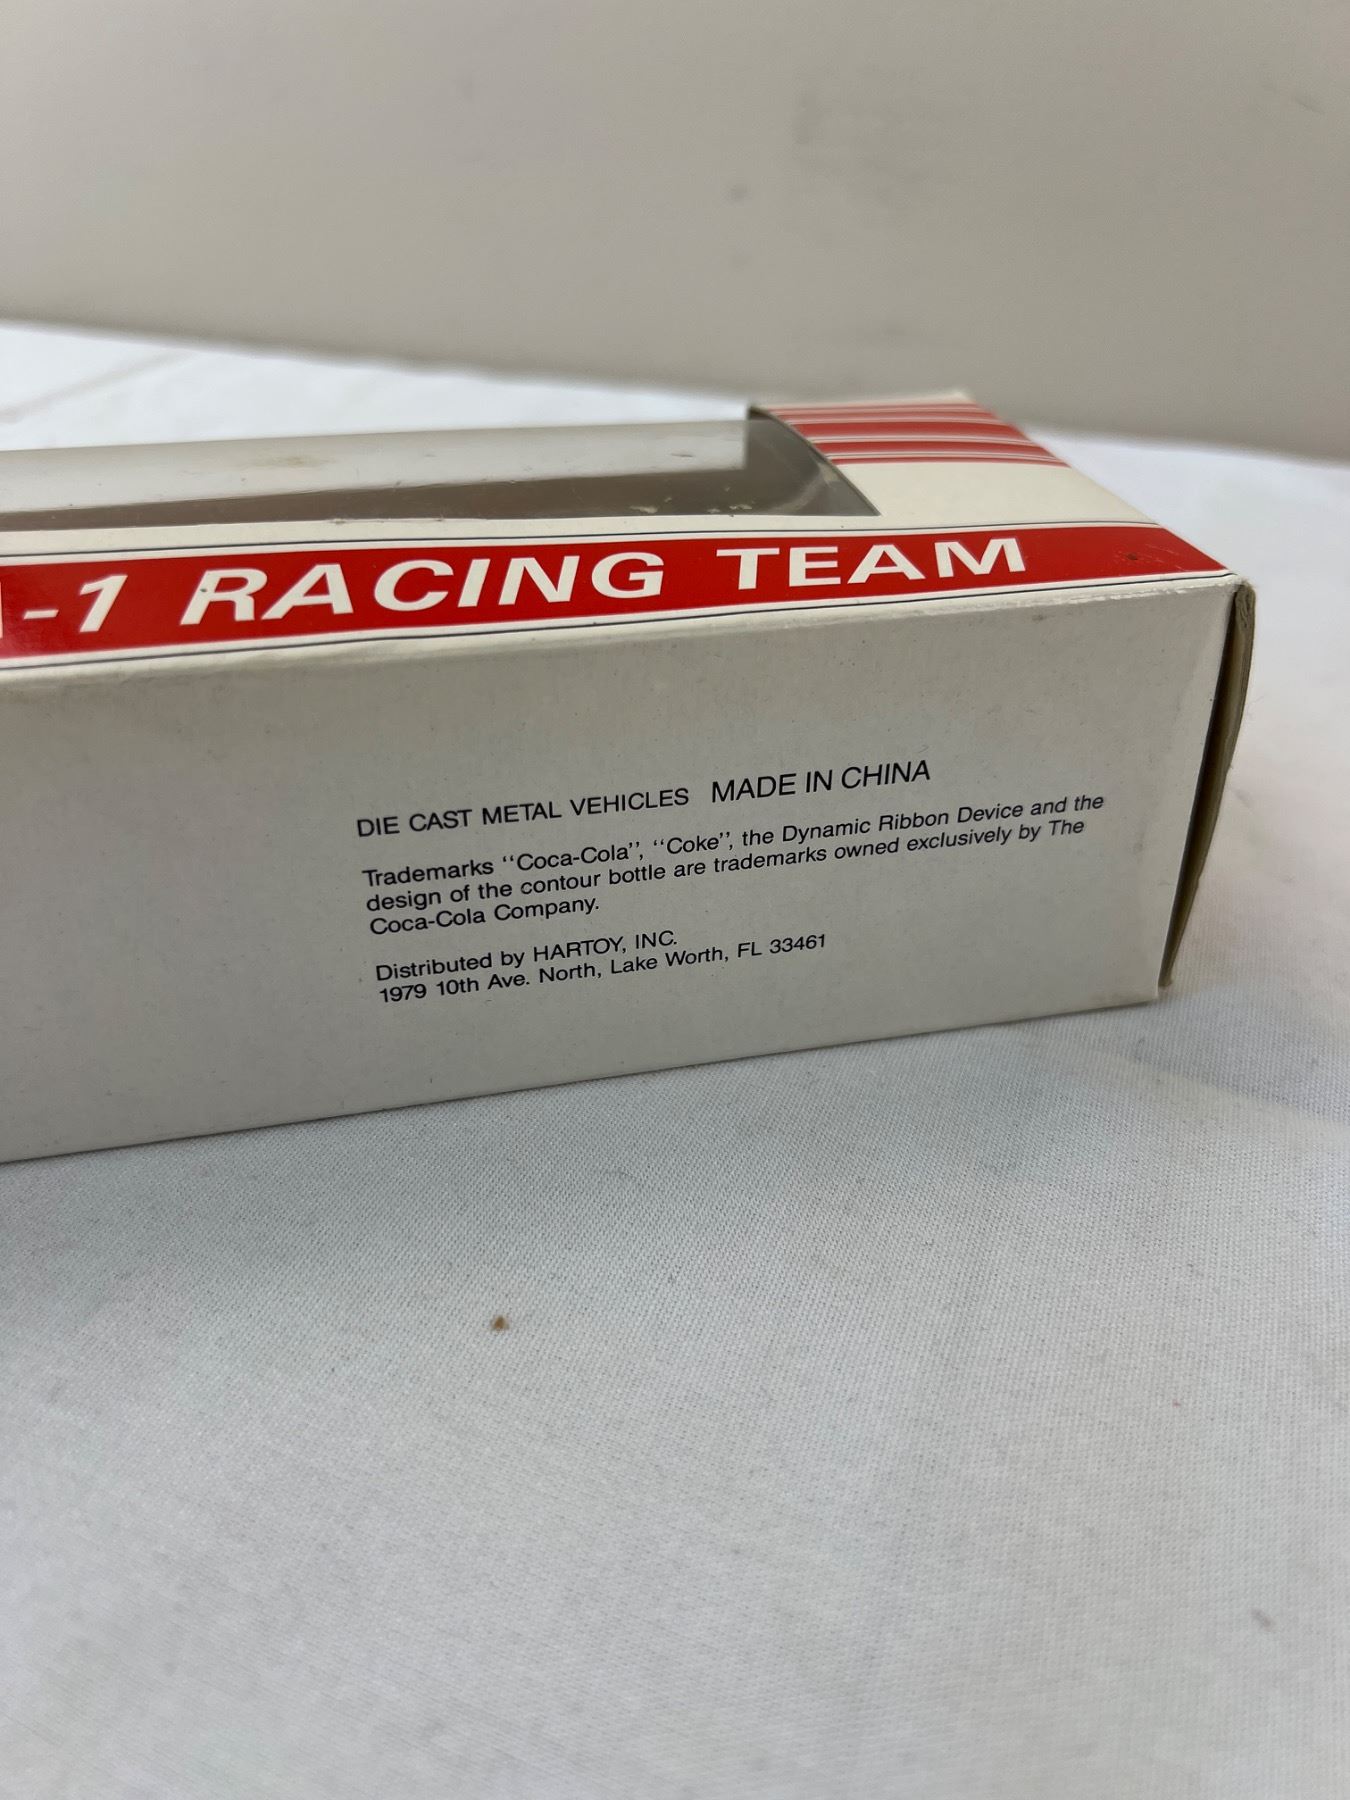 -1 RACING TEAM
DIE CAST METAL VEHICLES MADE IN CHINA
Trademarks "Coca-Cola", "Coke", the Dynamic Ribbon Device and the
design of the contour bottle are trademarks owned exclusively by The
Coca-Cola Company.
Distributed by HARTOY, INC.
1979 10th Ave. North, Lake Worth, FL 33461